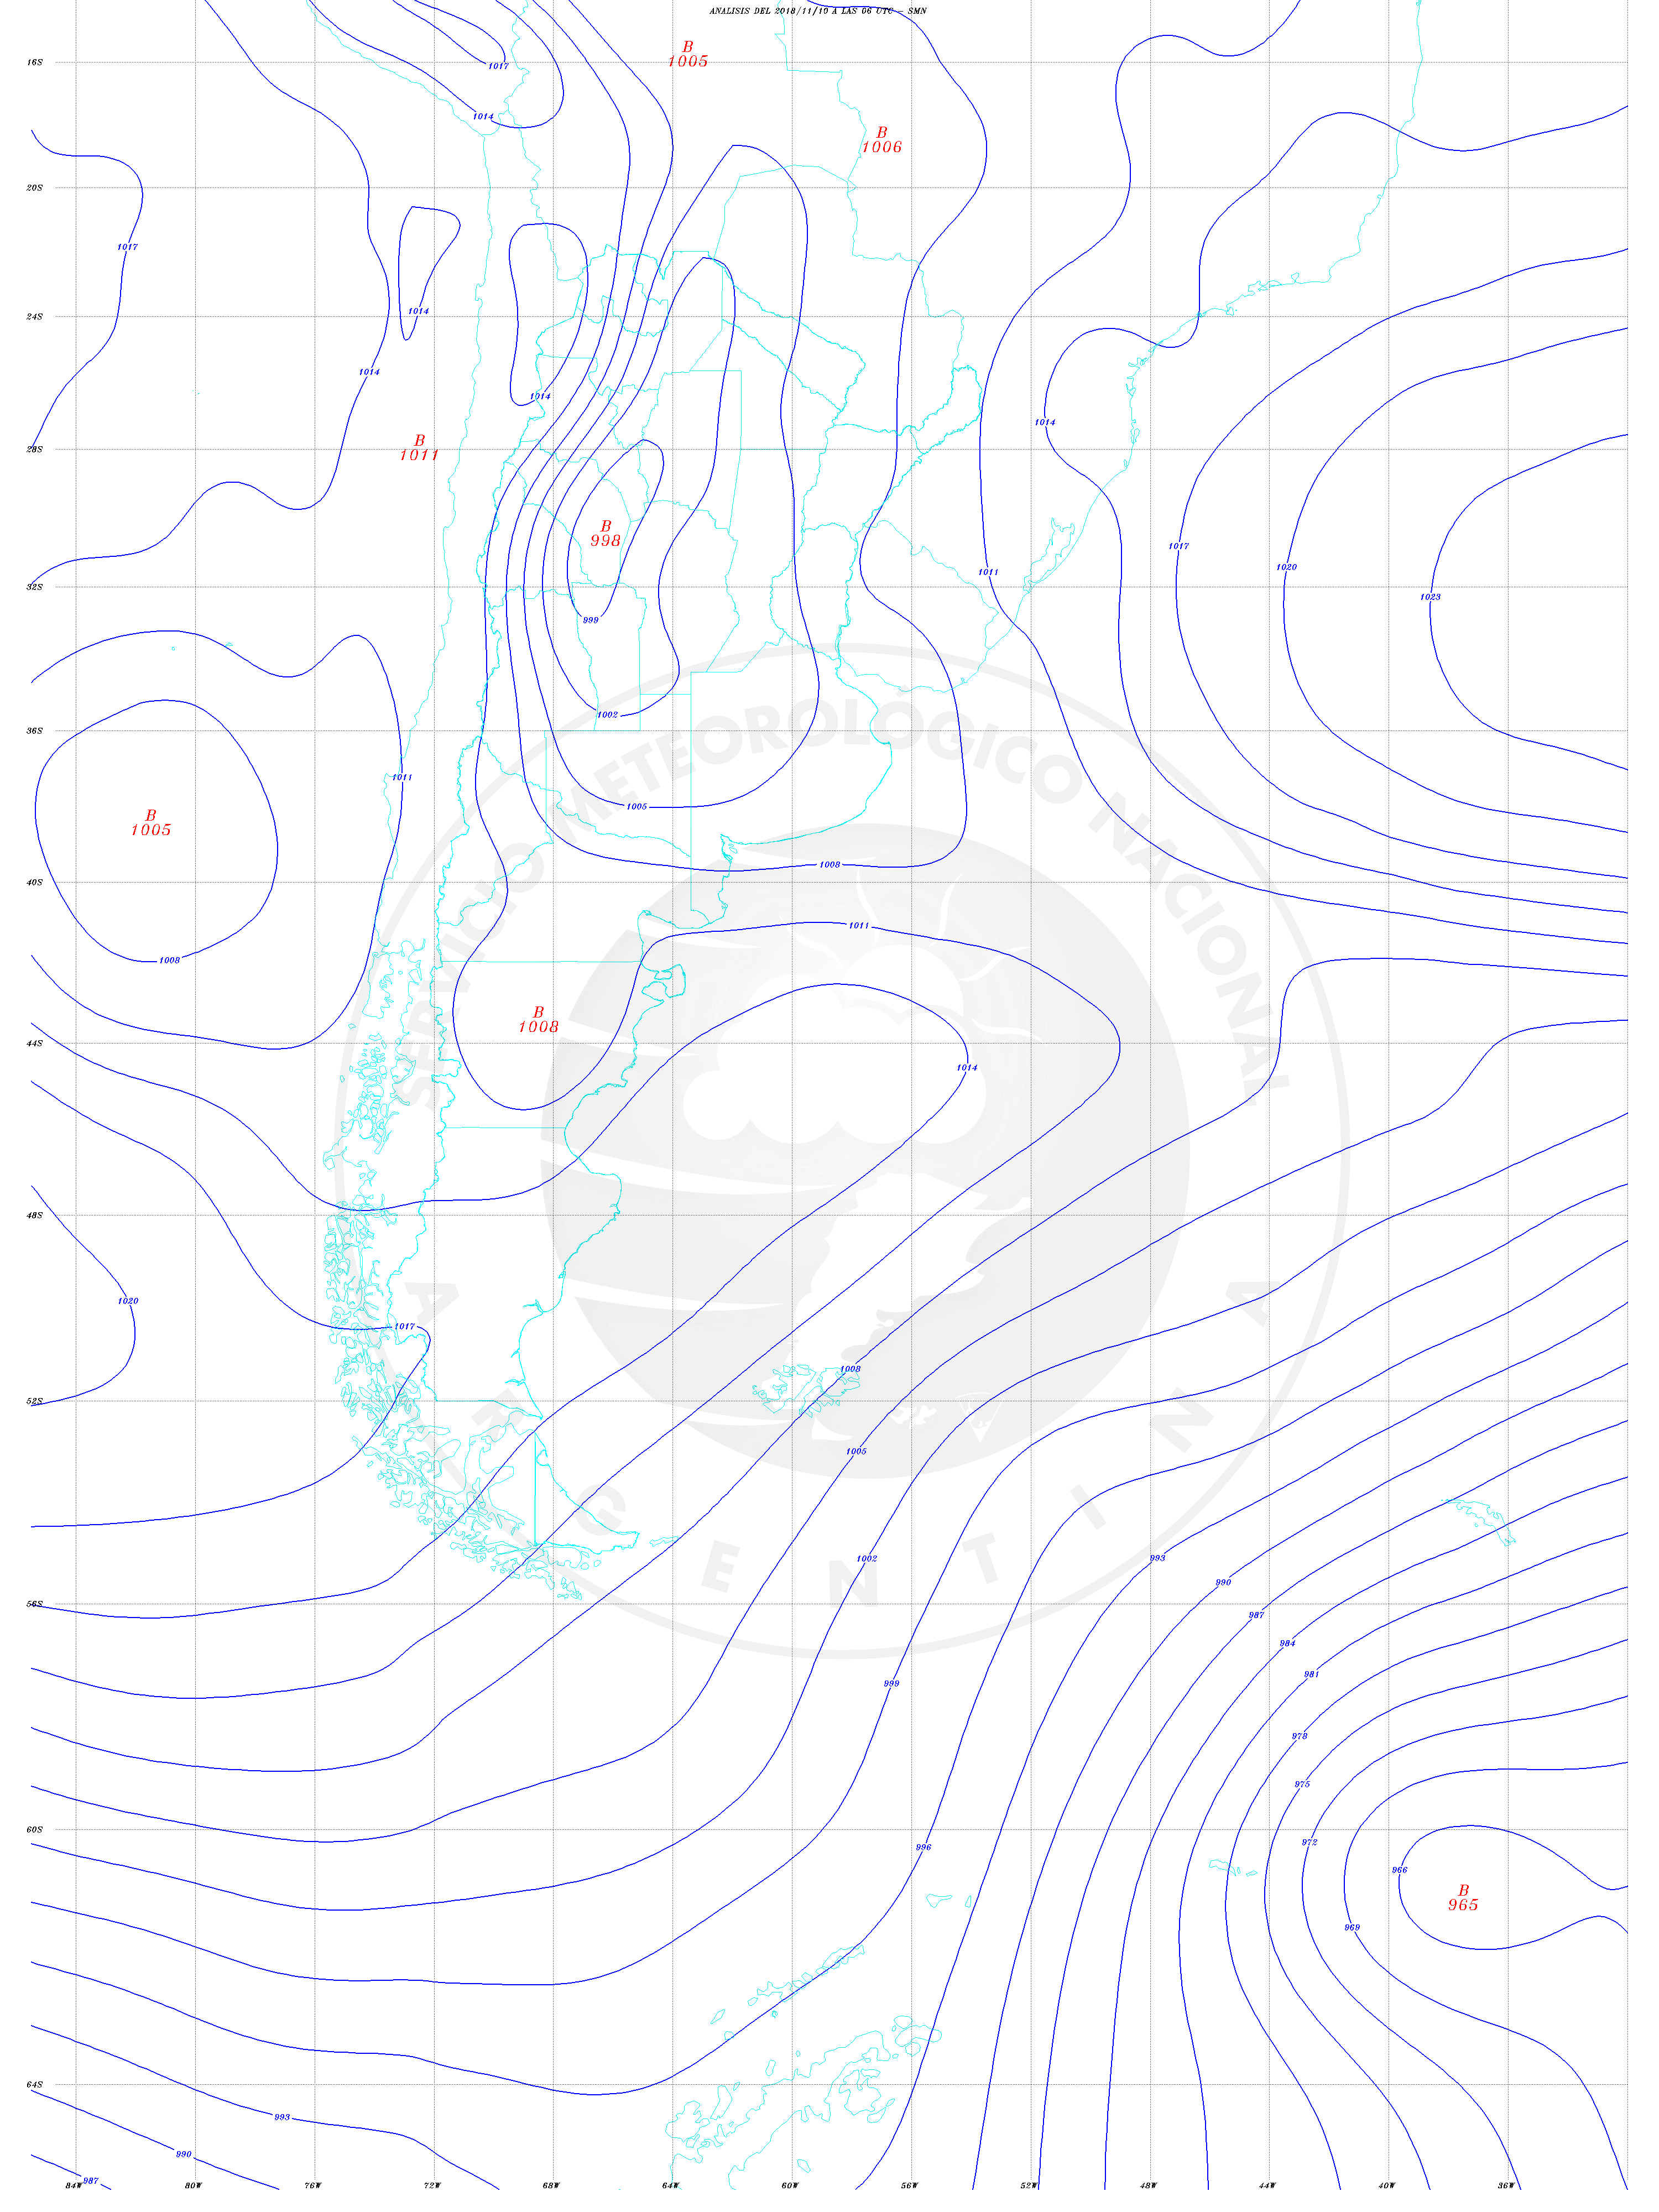 ANALISIS DEL 2018/11/10 A LAS 06 UTC - SMN
B
1005
16S
1017
1014
B
1006
20S
1017
1014
24S
1014
1014
1014
B
1011
28S
B
998
1017
1020
1011
32S
1023
999
1002
36S
1011
1005
B
1005
1008
40S
1011
1008
B
1008
44S
1014
48S
1020
1017
1008
52S
1005
1002
993
990
56S
987
984
981
999
978
975
60S
972
996
966
B
965
969
64S
993
990
987
84W
80W
76W
72W
68W
64W
60W
56W
52W
48W
44W
40W
36W
SERVICIO METEOROLÓGICO NACIONAL
ARGENTINA